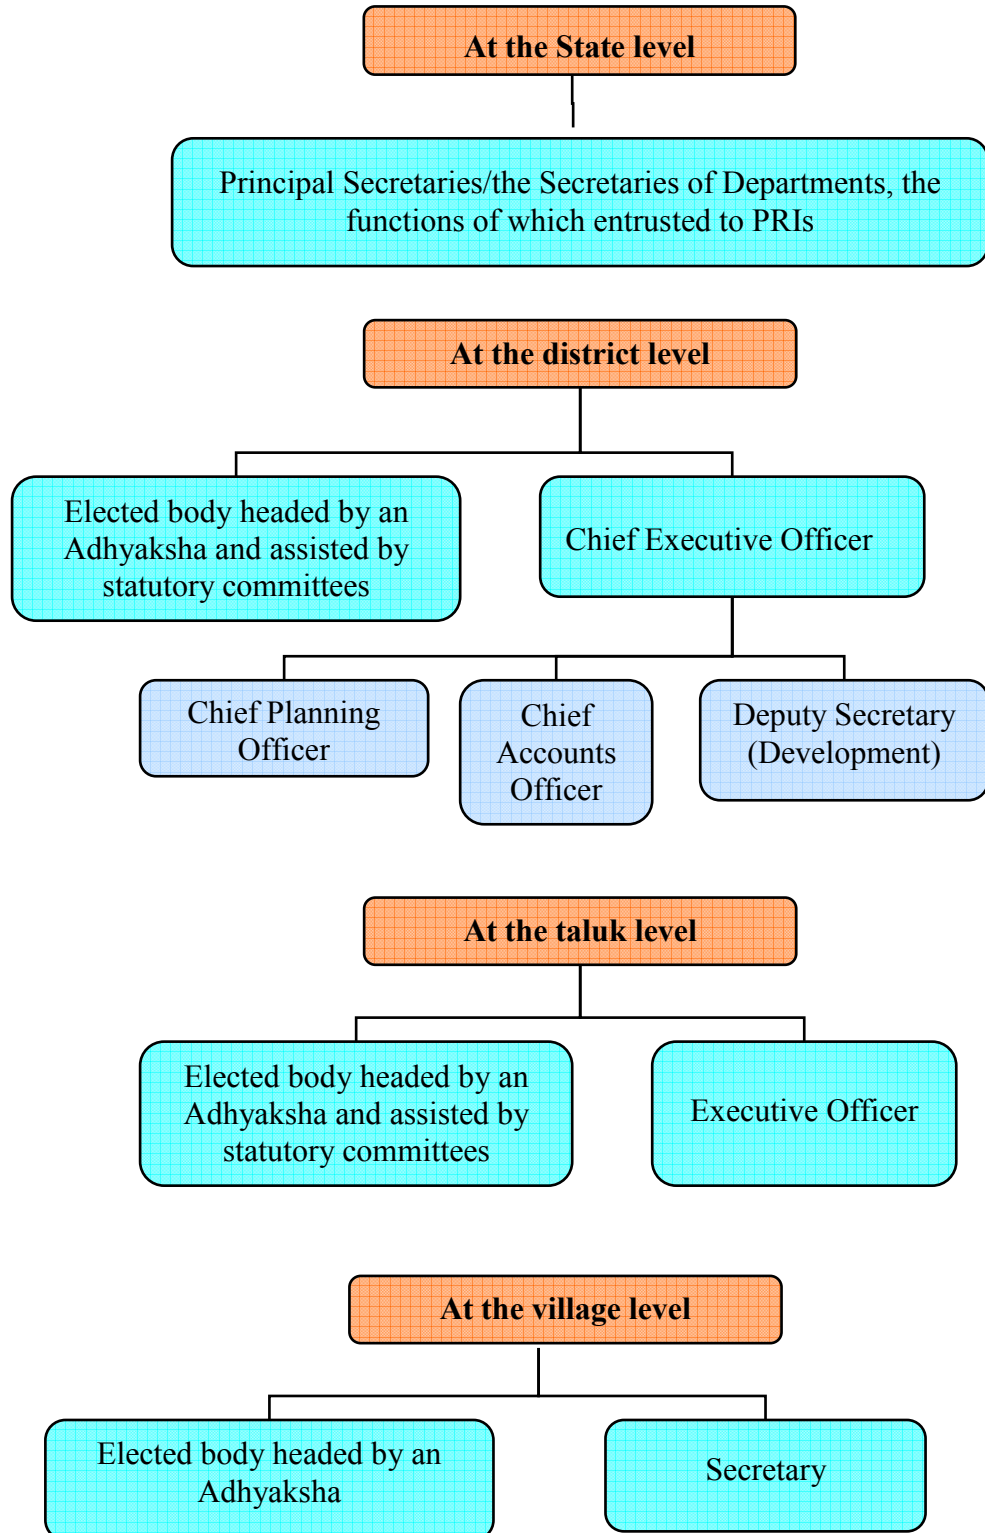 At the State level
Principal Secretaries/the Secretaries of Departments, the
functions of which entrusted to PRIs
At the district level
Elected body headed by an
Adhyaksha and assisted by
statutory committees
Chief Executive Officer
Chief Planning
Officer
Chief
Accounts
Officer
Deputy Secretary
(Development)
At the taluk level
Elected body headed by an
Adhyaksha and assisted by
statutory committees
Executive Officer
At the village level
Elected body headed by an
Adhyaksha
Secretary